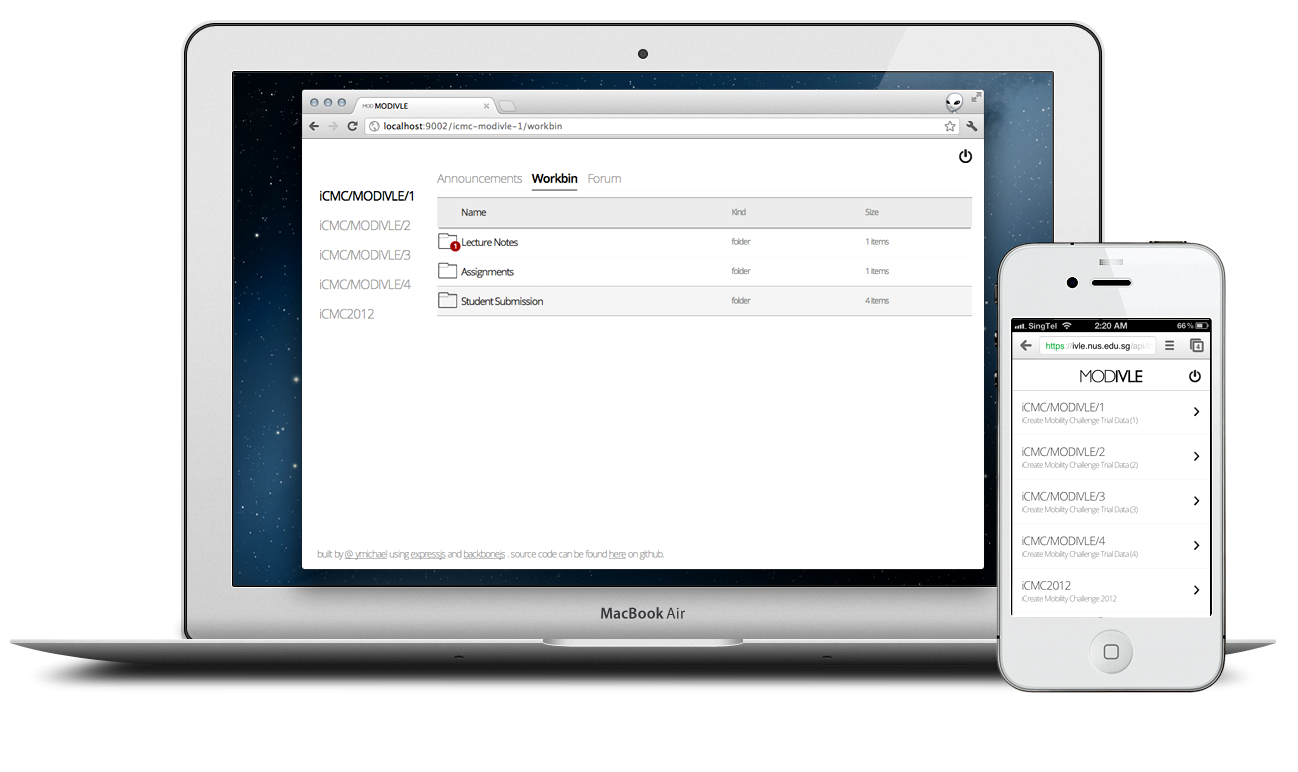 MOD MODIVLE
localhost:9002/icmc-modivle-1/workbin
Announcements Workbin Forum
iCMC/MODIVLE/1
iCMC/MODIVLE/2
iCMC/MODIVLE/3
iCMC/MODIVLE/4
iCMC2012
Name Kind Size
1 Lecture Notes folder 1 items
Assignments folder 1 items
Student Submission folder 4 items
built by @ ymichael using expressjs and backbonejs . source code can be found here on github.
MacBook Air
SingTel 2:20 AM 66%
https://ivle.nus.edu.sg/api/ 4
MODIVLE
iCMC/MODIVLE/1
iCreate Mobility Challenge Trial Data (1)
iCMC/MODIVLE/2
iCreate Mobility Challenge Trial Data (2)
iCMC/MODIVLE/3
iCreate Mobility Challenge Trial Data (3)
iCMC/MODIVLE/4
iCreate Mobility Challenge Trial Data (4)
iCMC2012
iCreate Mobility Challenge 2012